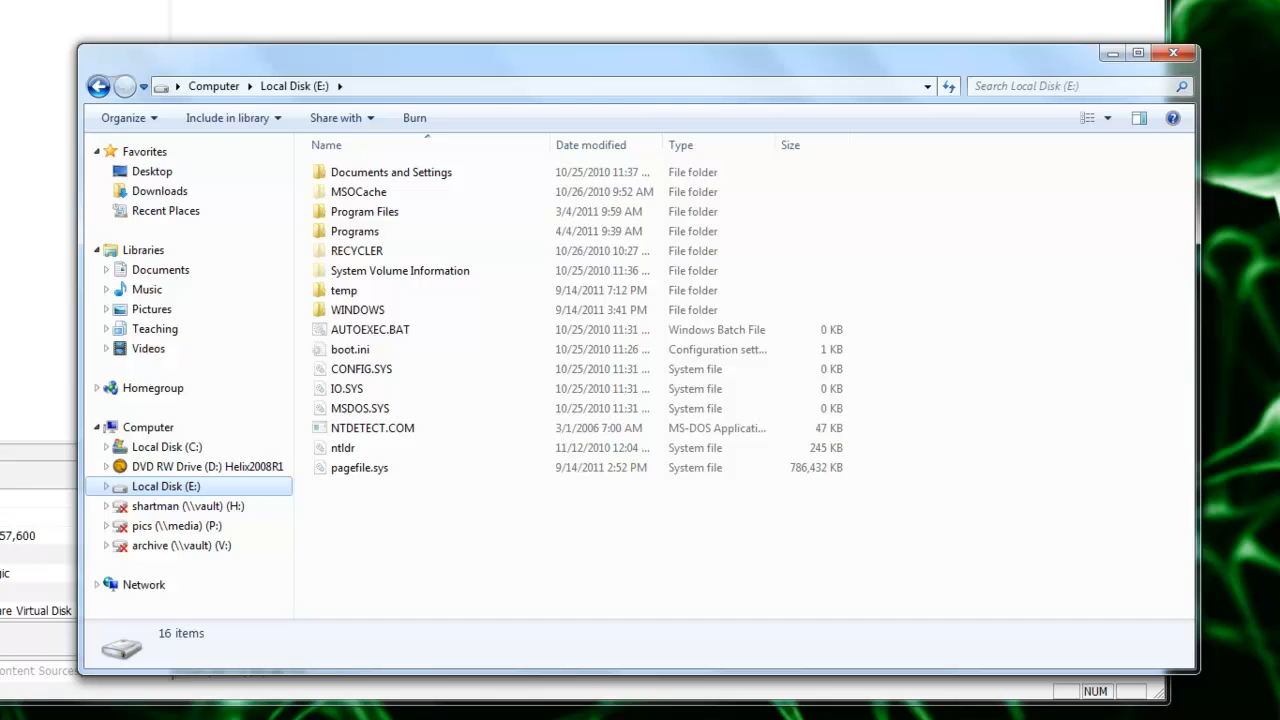 Computer Local Disk (E:) Search Local Disk (E:)
Organize Include in library Share with Burn
Name Date modified Type Size
Favorites
Desktop
Downloads
Recent Places
Libraries
Documents
Music
Pictures
Teaching
Videos
Homegroup
Computer
Local Disk (C:)
DVD RW Drive (D:) Helix2008R1
Local Disk (E:)
shartman (\\vault) (H:)
pics (\\media) (P:)
archive (\\vault) (V:)
Network
Documents and Settings 10/25/2010 11:37 ... File folder
MSOCache 10/26/2010 9:52 AM File folder
Program Files 3/4/2011 9:59 AM File folder
Programs 4/4/2011 9:39 AM File folder
RECYCLER 10/26/2010 10:27 ... File folder
System Volume Information 10/25/2010 11:36 ... File folder
temp 9/14/2011 7:12 PM File folder
WINDOWS 9/14/2011 3:41 PM File folder
AUTOEXEC.BAT 10/25/2010 11:31 ... Windows Batch File 0 KB
boot.ini 10/25/2010 11:26 ... Configuration sett... 1 KB
CONFIG.SYS 10/25/2010 11:31 ... System file 0 KB
IO.SYS 10/25/2010 11:31 ... System file 0 KB
MSDOS.SYS 10/25/2010 11:31 ... System file 0 KB
NTDETECT.COM 3/1/2006 7:00 AM MS-DOS Applicati... 47 KB
ntldr 11/12/2010 12:04 ... System file 245 KB
pagefile.sys 9/14/2011 2:52 PM System file 786,432 KB
16 items
57,600
gic
re Virtual Disk
ontent Sources
NUM